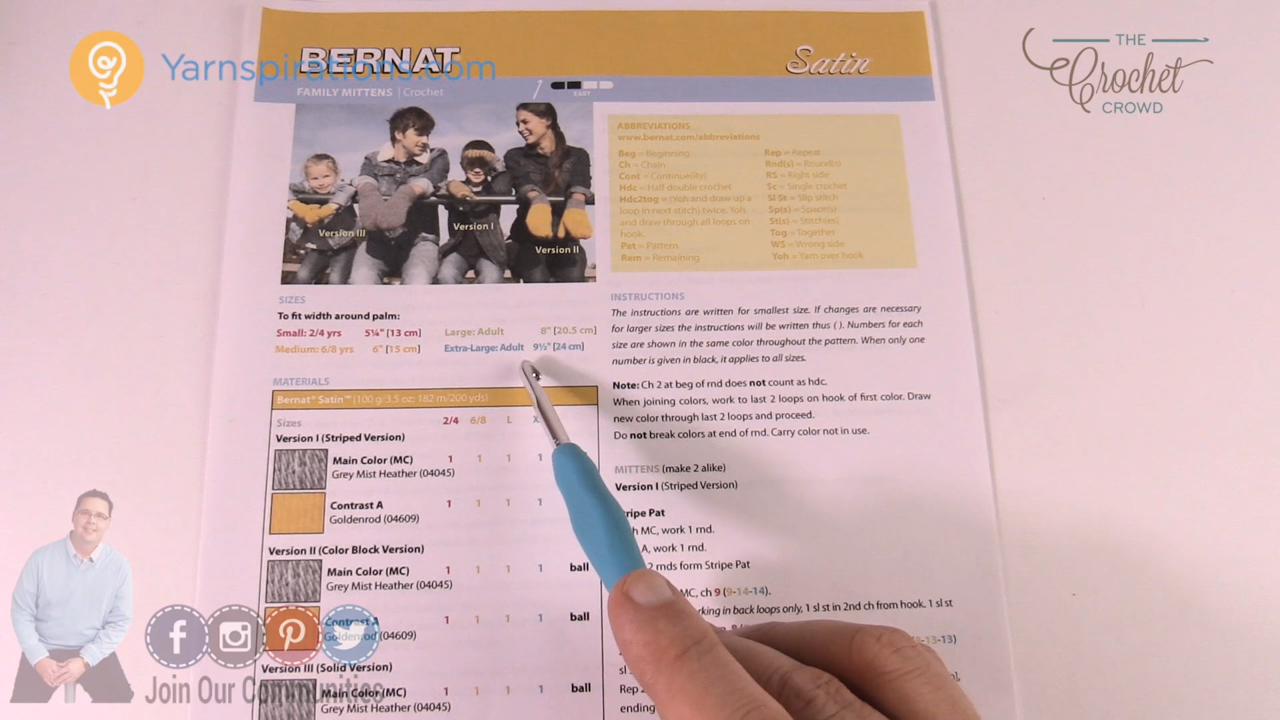 BERNAT
Satin
Yarnspirations.com
THE
Crochet
CROWD
FAMILY MITTENS | Crochet
EASY
Version III
Version I
Version II
SIZES
To fit width around palm:
Small: 2/4 yrs 5¼" [13 cm] Large: Adult 8" [20.5 cm]
Medium: 6/8 yrs 6" [15 cm] Extra-Large: Adult 9½" [24 cm]
MATERIALS
Bernat® Satin™ (100 g/3.5 oz; 182 m/200 yds)
Sizes 2/4 6/8 L
Version I (Striped Version)
Main Color (MC) 1 1 1 1
Grey Mist Heather (04045)
Contrast A 1 1 1 1
Goldenrod (04609)
Version II (Color Block Version)
Main Color (MC) 1 1 1 1 ball
Grey Mist Heather (04045)
Contrast A 1 1 1 1 ball
Goldenrod (04609)
Version III (Solid Version)
Main Color (MC) 1 1 1 1 ball
Grey Mist Heather (04045)
ABBREVIATIONS
www.bernat.com/abbreviations
Beg = Beginning
Ch = Chain
Cont = Continue(ity)
Hdc = Half double crochet
Hdc2tog = (Yoh and draw up a
loop in next stitch) twice. Yoh
and draw through all loops on
hook.
Pat = Pattern
Rem = Remaining
Rep = Repeat
Rnd(s) = Round(s)
RS = Right side
Sc = Single crochet
Sl St = Slip stitch
Sp(s) = Space(s)
St(s) = Stitch(es)
Tog = Together
WS = Wrong side
Yoh = Yarn over hook
INSTRUCTIONS
The instructions are written for smallest size. If changes are necessary
for larger sizes the instructions will be written thus ( ). Numbers for each
size are shown in the same color throughout the pattern. When only one
number is given in black, it applies to all sizes.
Note: Ch 2 at beg of rnd does not count as hdc.
When joining colors, work to last 2 loops on hook of first color. Draw
new color through last 2 loops and proceed.
Do not break colors at end of rnd. Carry color not in use.
MITTENS (make 2 alike)
Version I (Striped Version)
Pat
MC, work 1 rnd.
A, work 1 rnd.
2 rnds form Stripe Pat
MC, ch 9 (9-14-14).
in back loops only, 1 sl st in 2nd ch from hook. 1 sl st
-13-13)
sl
Rep
ending
Join Our Communities